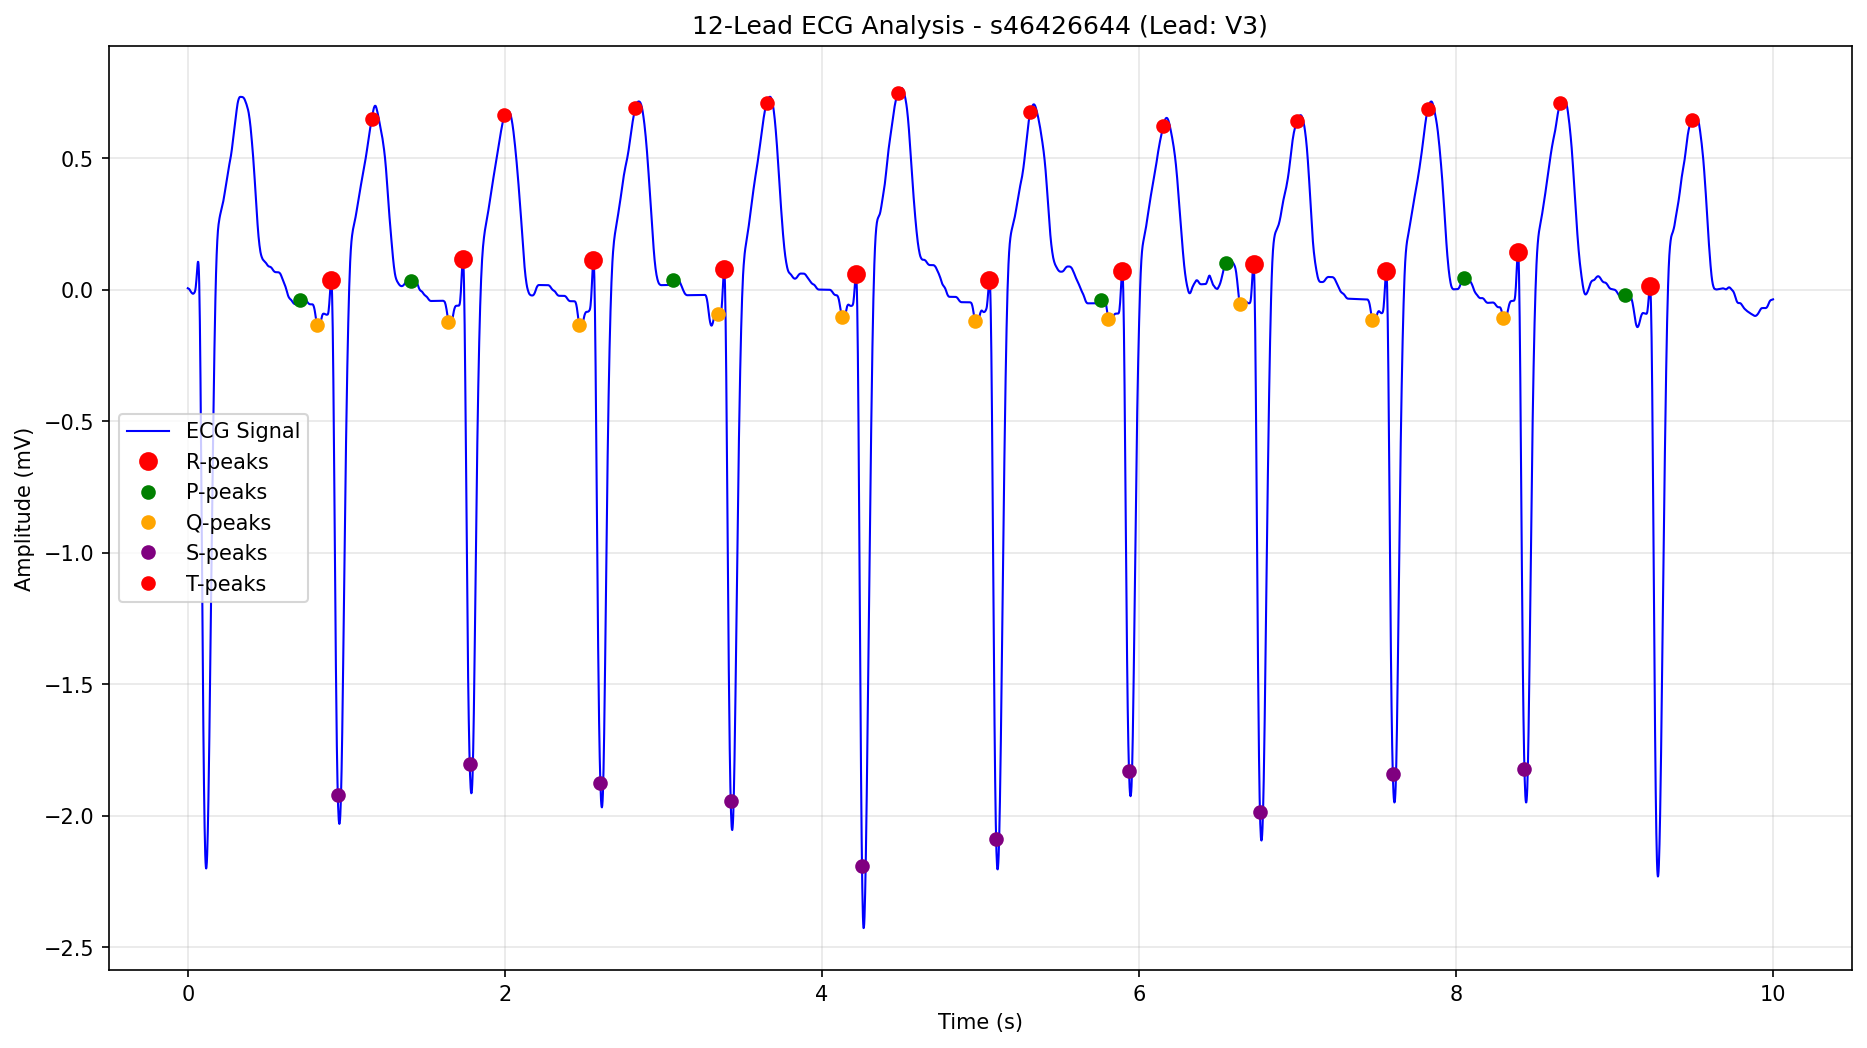 12-Lead ECG Analysis - s46426644 (Lead: V3)
Amplitude (mV)
0.5
0.0
−0.5
−1.0
−1.5
−2.0
−2.5
ECG Signal
R-peaks
P-peaks
Q-peaks
S-peaks
T-peaks
0 2 4 6 8 10
Time (s)